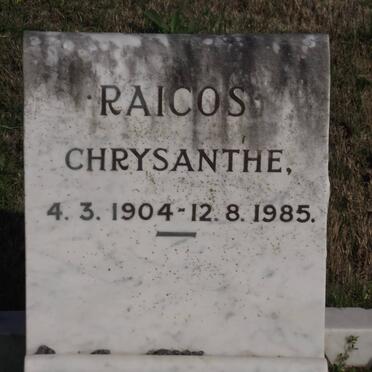 RAICOS
CHRYSANTHE,
4. 3. 1904 - 12. 8. 1985.